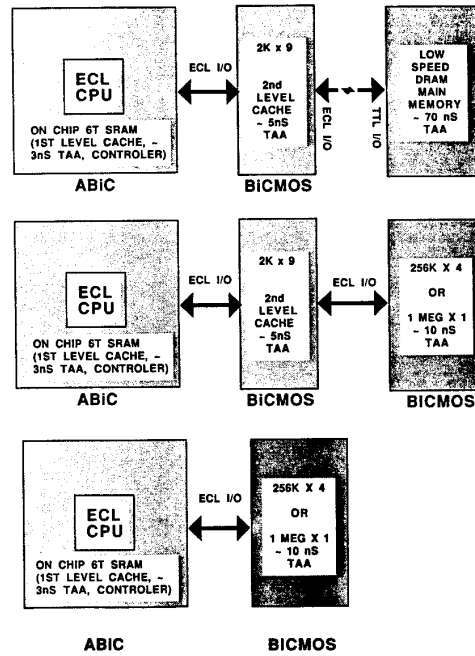 ECL
CPU
ON CHIP 6T SRAM
(1ST LEVEL CACHE, ~
3nS TAA, CONTROLER)
ABiC
ECL I/O
2K x 9
2nd
LEVEL
CACHE
~ 5nS
TAA
BiCMOS
ECL I/O
TTL I/O
LOW
SPEED
DRAM
MAIN
MEMORY
~ 70 nS
TAA
ECL
CPU
ON CHIP 6T SRAM
(1ST LEVEL CACHE, ~
3nS TAA, CONTROLER)
ABiC
ECL I/O
2K x 9
2nd
LEVEL
CACHE
~ 5nS
TAA
BiCMOS
ECL I/O
256K X 4
OR
1 MEG X 1
~ 10 nS
TAA
BICMOS
ECL
CPU
ON CHIP 6T SRAM
(1ST LEVEL CACHE, ~
3nS TAA, CONTROLER)
ABIC
ECL I/O
256K X 4
OR
1 MEG X 1
~ 10 nS
TAA
BICMOS